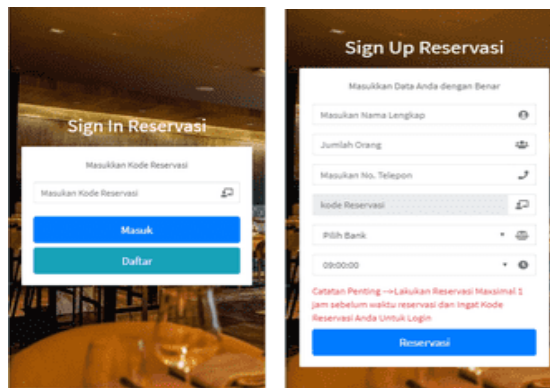 Sign In Reservasi
Masukkan Kode Reservasi
Masukan Kode Reservasi
Masuk
Daftar
Sign Up Reservasi
Masukkan Data Anda dengan Benar
Masukan Nama Lengkap
Jumlah Orang
Masukan No. Telepon
kode Reservasi
Pilih Bank
09:00:00
Catatan Penting -->Lakukan Reservasi Maxsimal 1
jam sebelum waktu reservasi dan Ingat Kode
Reservasi Anda Untuk Login
Reservasi